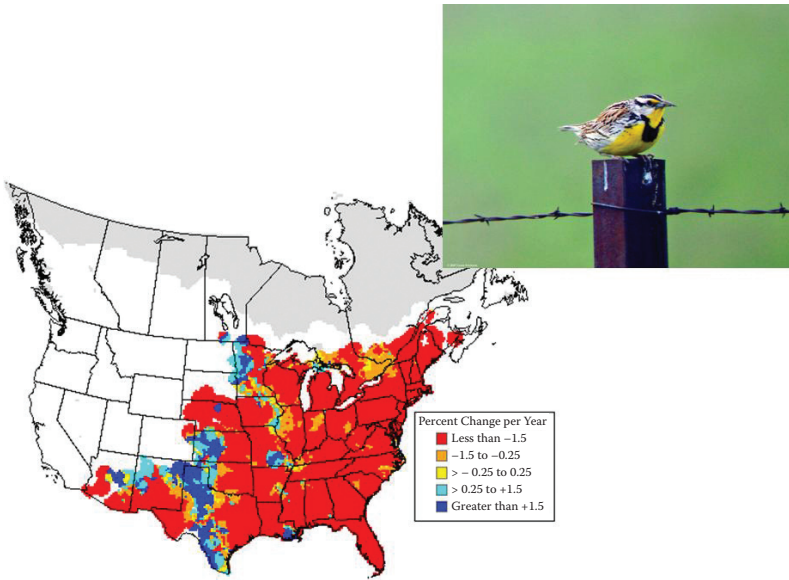 Percent Change per Year
Less than −1.5
−1.5 to −0.25
> − 0.25 to 0.25
> 0.25 to +1.5
Greater than +1.5